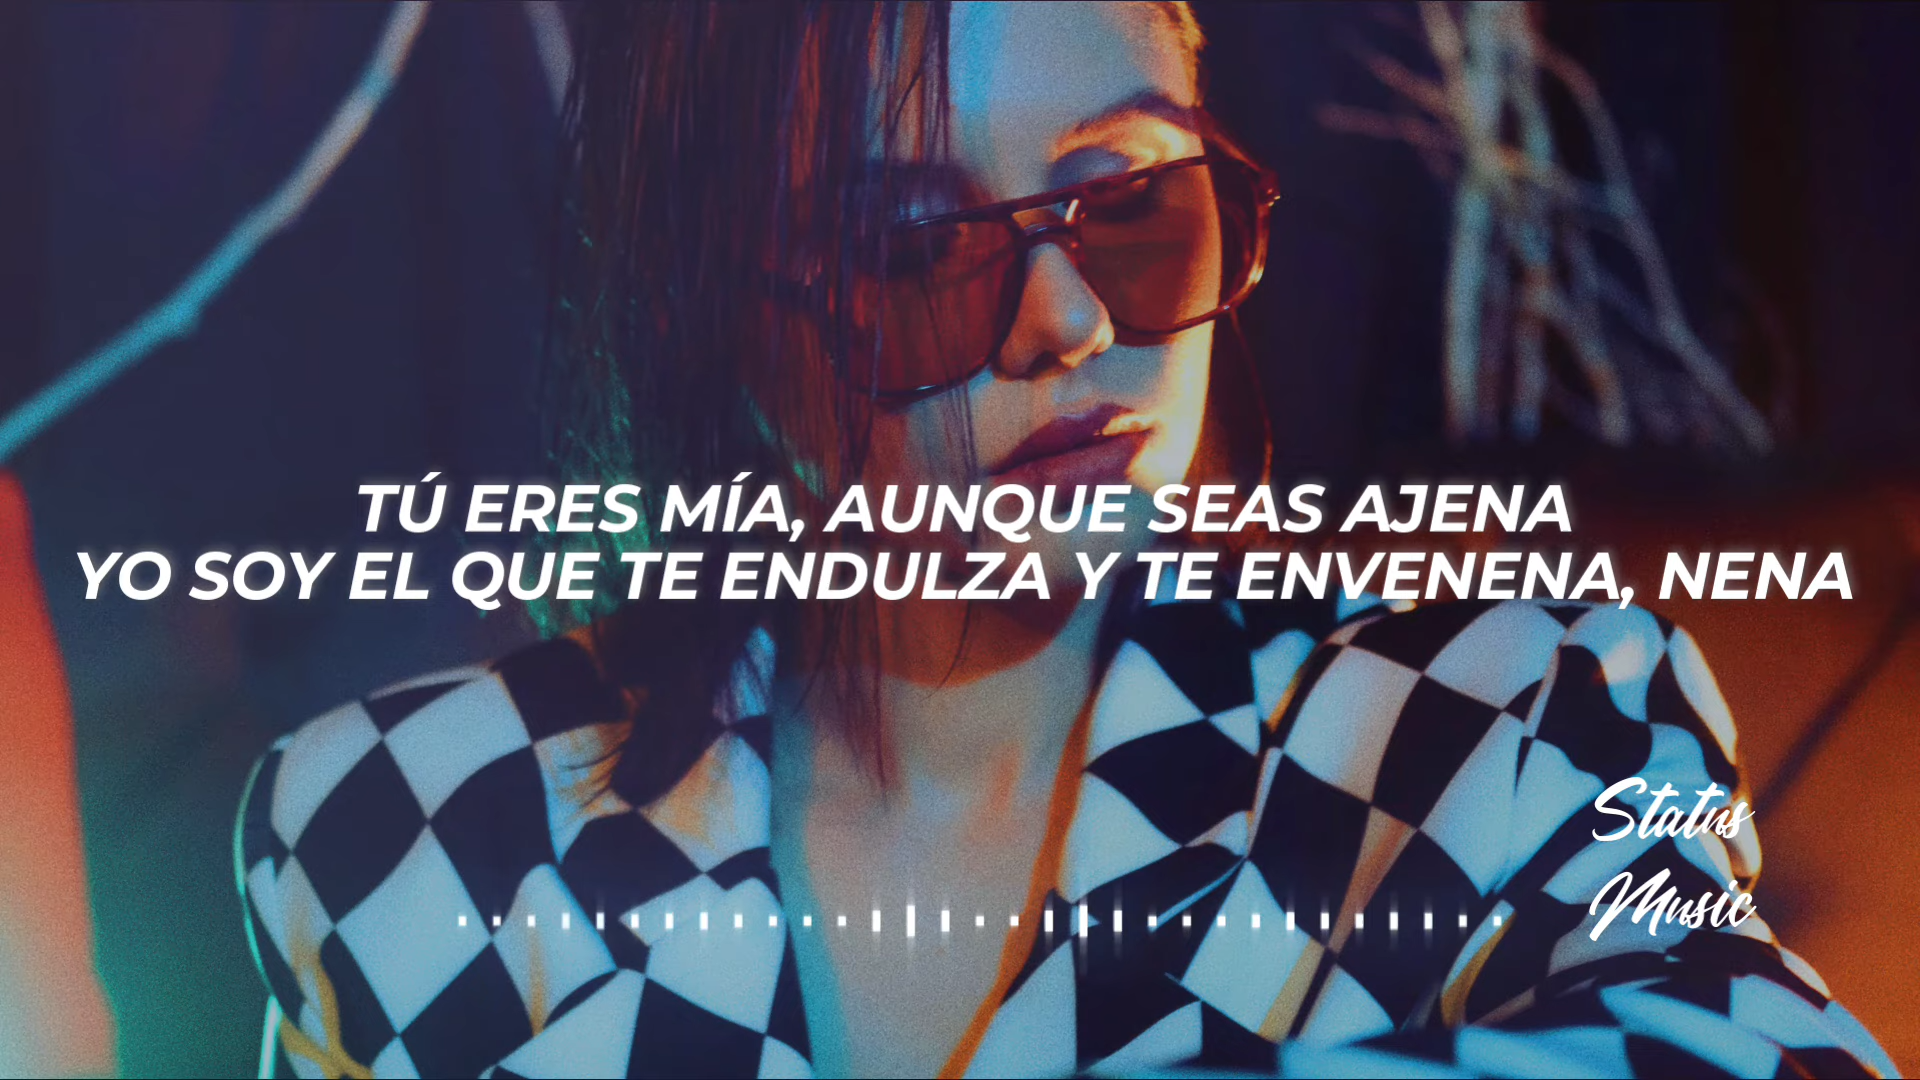 TÚ ERES MÍA, AUNQUE SEAS AJENA
YO SOY EL QUE TE ENDULZA Y TE ENVENENA, NENA
Status
Music